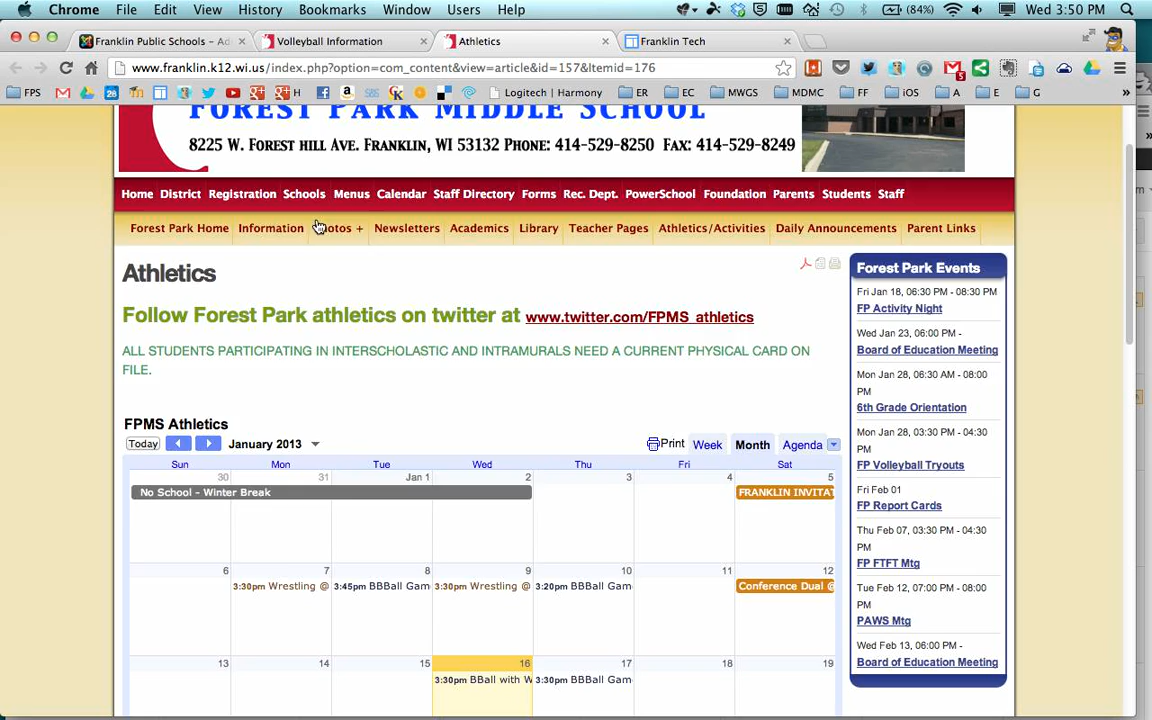 Chrome File Edit View History Bookmarks Window Users Help (84%) Wed 3:50 PM
Franklin Public Schools – Ad Volleyball Information Athletics Franklin Tech
www.franklin.k12.wi.us/index.php?option=com_content&view=article&id=157&Itemid=176
FPS 28 H Logitech | Harmony ER EC MWGS MDMC FF iOS A E G
FOREST PARK MIDDLE SCHOOL
8225 W. FOREST HILL AVE. FRANKLIN, WI 53132 PHONE: 414-529-8250 FAX: 414-529-8249
Home District Registration Schools Menus Calendar Staff Directory Forms Rec. Dept. PowerSchool Foundation Parents Students Staff
Forest Park Home Information otos + Newsletters Academics Library Teacher Pages Athletics/Activities Daily Announcements Parent Links
Athletics
Follow Forest Park athletics on twitter at www.twitter.com/FPMS_athletics
ALL STUDENTS PARTICIPATING IN INTERSCHOLASTIC AND INTRAMURALS NEED A CURRENT PHYSICAL CARD ON
FILE.
FPMS Athletics
Today January 2013 Print Week Month Agenda
Sun Mon Tue Wed Thu Fri Sat
30 31 Jan 1 2 3 4 5
No School - Winter Break FRANKLIN INVITAT
6 7 8 9 10 11 12
3:30pm Wrestling @ 3:45pm BBBall Gam 3:30pm Wrestling @ 3:20pm BBBall Gam Conference Dual @
13 14 15 16 17 18 19
3:30pm BBall with W 3:30pm BBBall Gam
Forest Park Events
Fri Jan 18, 06:30 PM - 08:30 PM
FP Activity Night
Wed Jan 23, 06:00 PM -
Board of Education Meeting
Mon Jan 28, 06:30 AM - 08:00
PM
6th Grade Orientation
Mon Jan 28, 03:30 PM - 04:30
PM
FP Volleyball Tryouts
Fri Feb 01
FP Report Cards
Thu Feb 07, 03:30 PM - 04:30
PM
FP FTFT Mtg
Tue Feb 12, 07:00 PM - 08:00
PM
PAWS Mtg
Wed Feb 13, 06:00 PM -
Board of Education Meeting